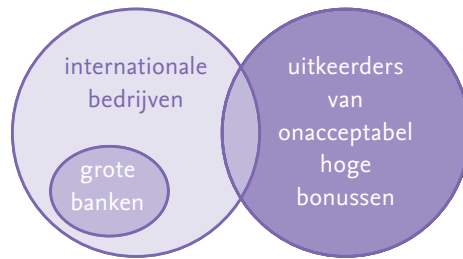 internationale
bedrijven
grote
banken
uitkeerders
van
onacceptabel
hoge
bonussen